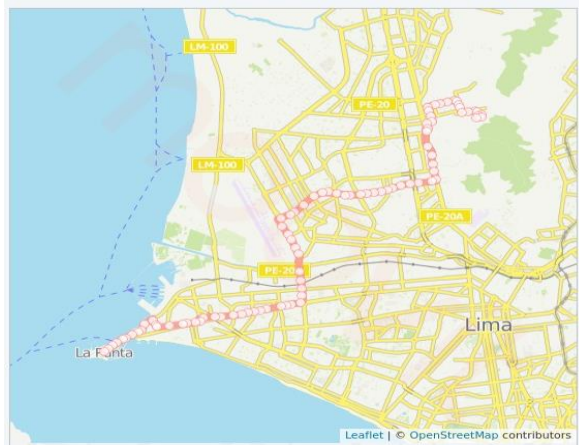 LM-100
PE-20
LM-100
PE-20A
PE-20
Lima
La Punta
Leaflet | © OpenStreetMap contributors